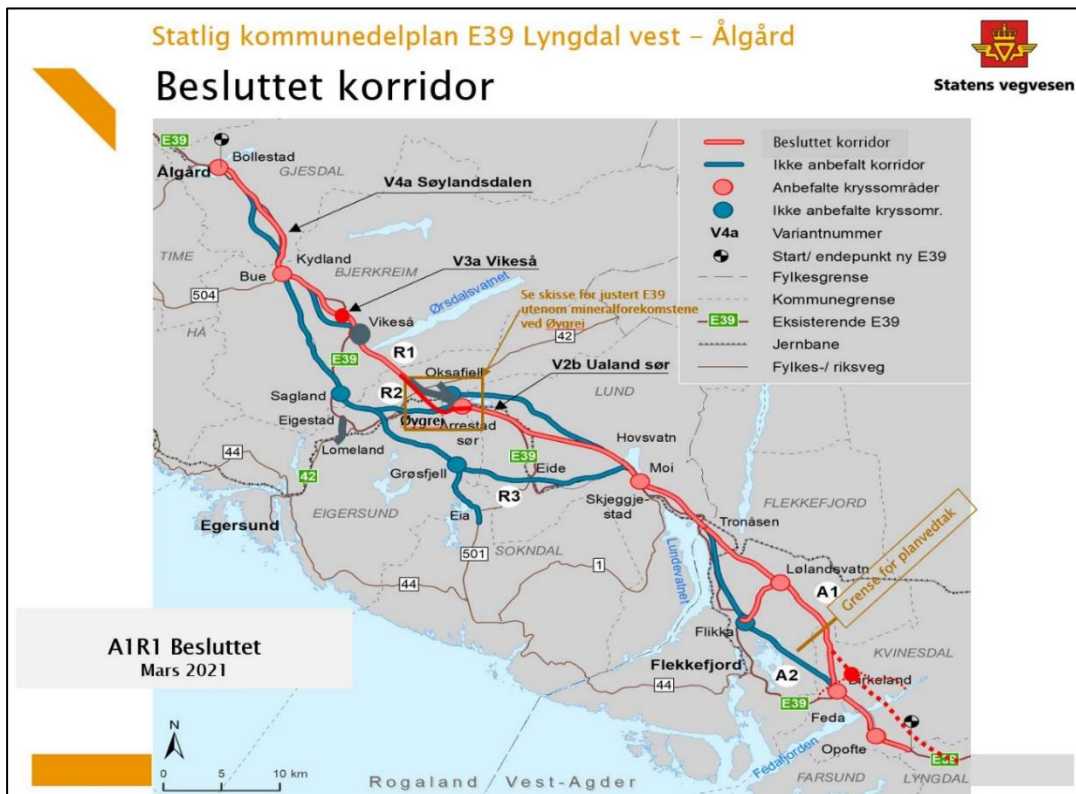 Statlig kommunedelplan E39 Lyngdal vest – Ålgård
Besluttet korridor
Statens vegvesen
Besluttet korridor
Ikke anbefalt korridor
Anbefalte kryssområder
Ikke anbefalte kryssomr.
V4a Variantnummer
Start/ endepunkt ny E39
Fylkesgrense
Kommunegrense
E39 Eksisterende E39
Jernbane
Fylkes-/ riksveg
E39
Bollestad
Ålgård
GJESDAL
V4a Søylandsdalen
TIME
Kydland
BJERKREIM
Bue
V3a Vikeså
504
Ørsdalsvatnet
Se skisse for justert E39
utenom mineralforekomstene
ved Øygrei
HÅ
Vikeså
42
E39
R1
Oksafjell
V2b Ualand sør
R2
LUND
Sagland
Øygrei
Årrestad
sør
Eigestad
Hovsvatn
44
Lomeland
E39
Eide
Moi
Grøsfjell
42
R3
Skjeggje-
stad
FLEKKEFJORD
Egersund
EIGERSUND
Eia
Tronåsen
501
SOKNDAL
Lundevatnet
1
Lølandsvatn
44
A1
Grense for planvedtak
Flikka
A1R1 Besluttet
Mars 2021
KVINESDAL
Flekkefjord
A2
Birkeland
44
E39
Feda
N
Opofte
Fedafjorden
E39
0 5 10 km
Rogaland Vest-Agder
FARSUND
LYNGDAL